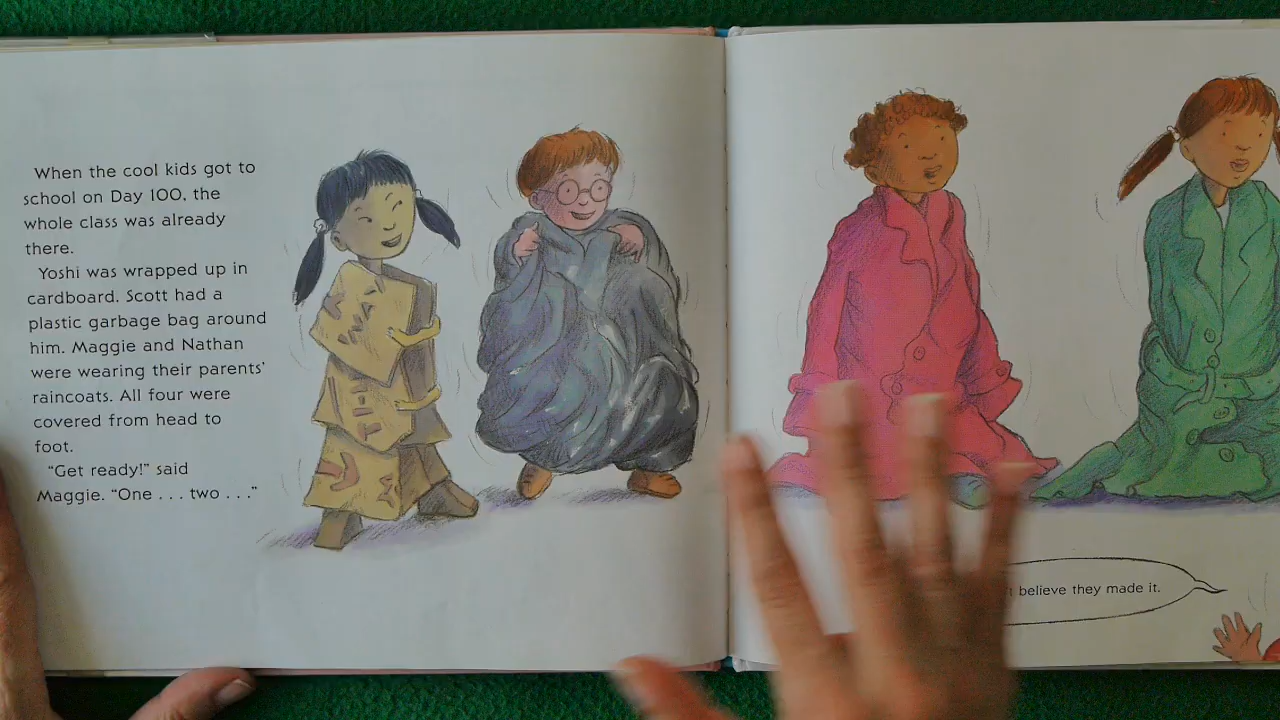 When the cool kids got to
school on Day 100, the
whole class was already
there.
Yoshi was wrapped up in
cardboard. Scott had a
plastic garbage bag around
him. Maggie and Nathan
were wearing their parents'
raincoats. All four were
covered from head to
foot.
"Get ready!" said
Maggie. "One . . . two . . ."
believe they made it.